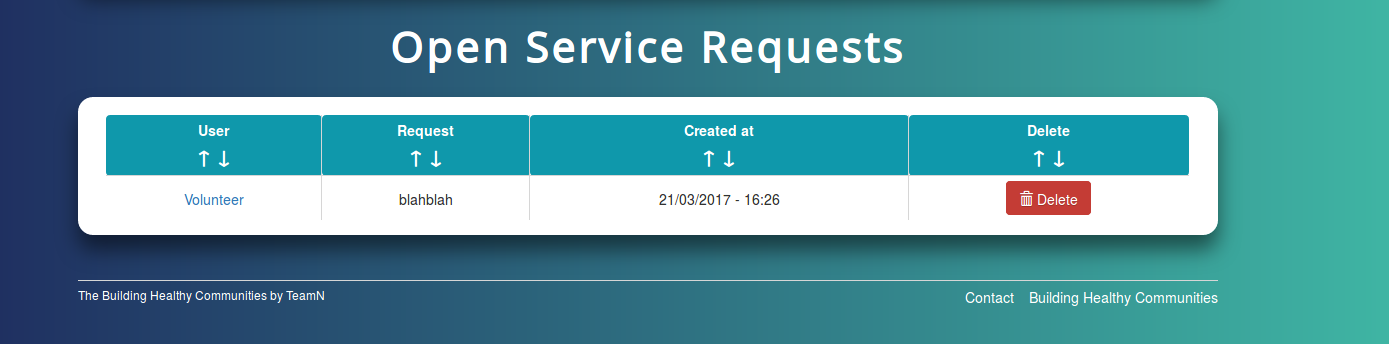 Open Service Requests
User Request Created at Delete
↑↓ ↑↓ ↑↓ ↑↓
Volunteer blahblah 21/03/2017 - 16:26 Delete
The Building Healthy Communities by TeamN Contact Building Healthy Communities